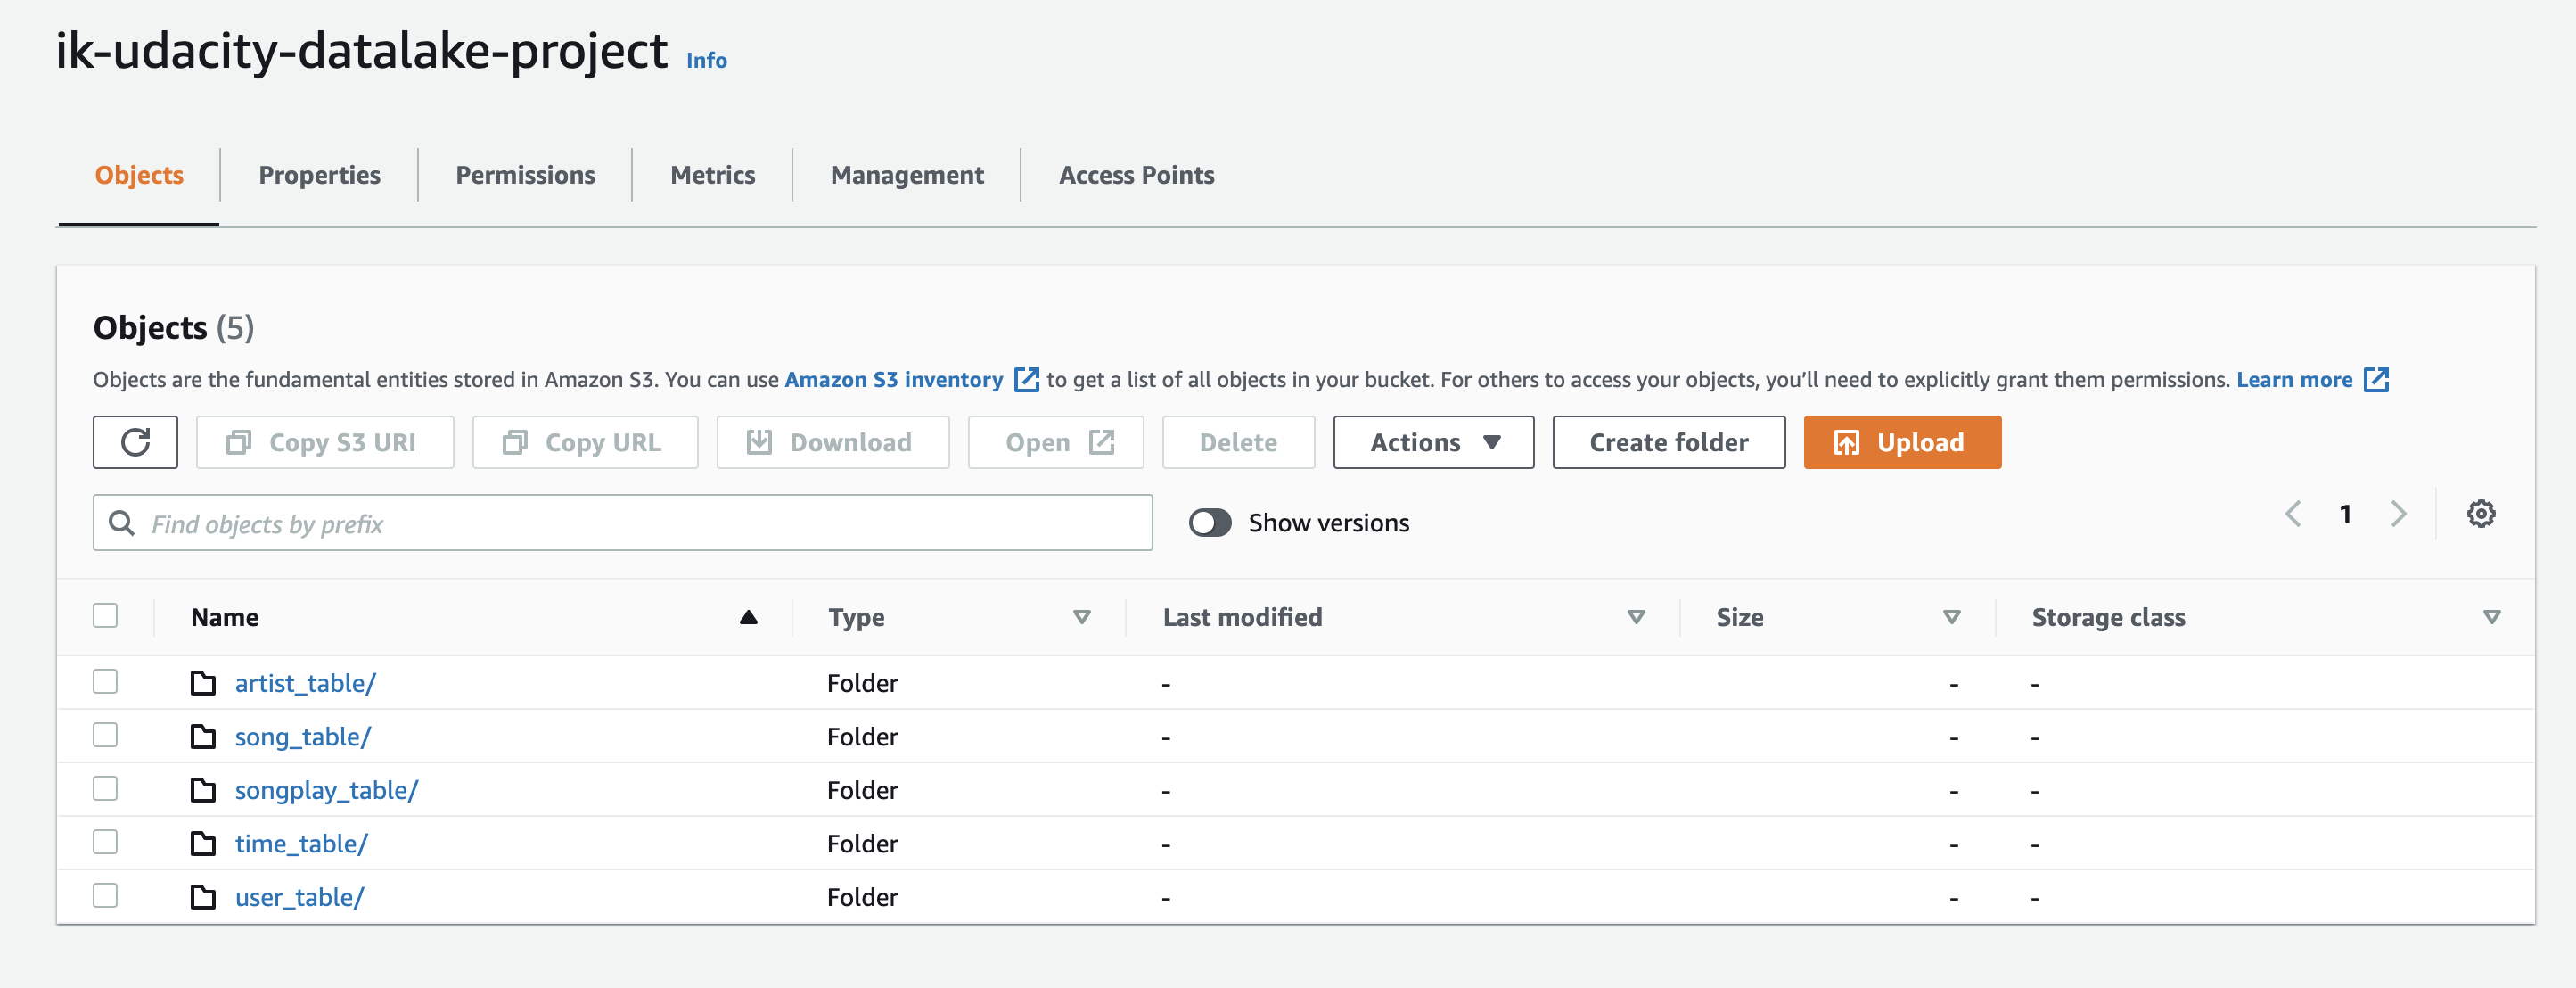 ik-udacity-datalake-project Info
Objects Properties Permissions Metrics Management Access Points
Objects (5)
Objects are the fundamental entities stored in Amazon S3. You can use Amazon S3 inventory to get a list of all objects in your bucket. For others to access your objects, you’ll need to explicitly grant them permissions. Learn more
Copy S3 URI Copy URL Download Open Delete Actions Create folder Upload
Find objects by prefix Show versions 1
Name Type Last modified Size Storage class
artist_table/ Folder - - -
song_table/ Folder - - -
songplay_table/ Folder - - -
time_table/ Folder - - -
user_table/ Folder - - -